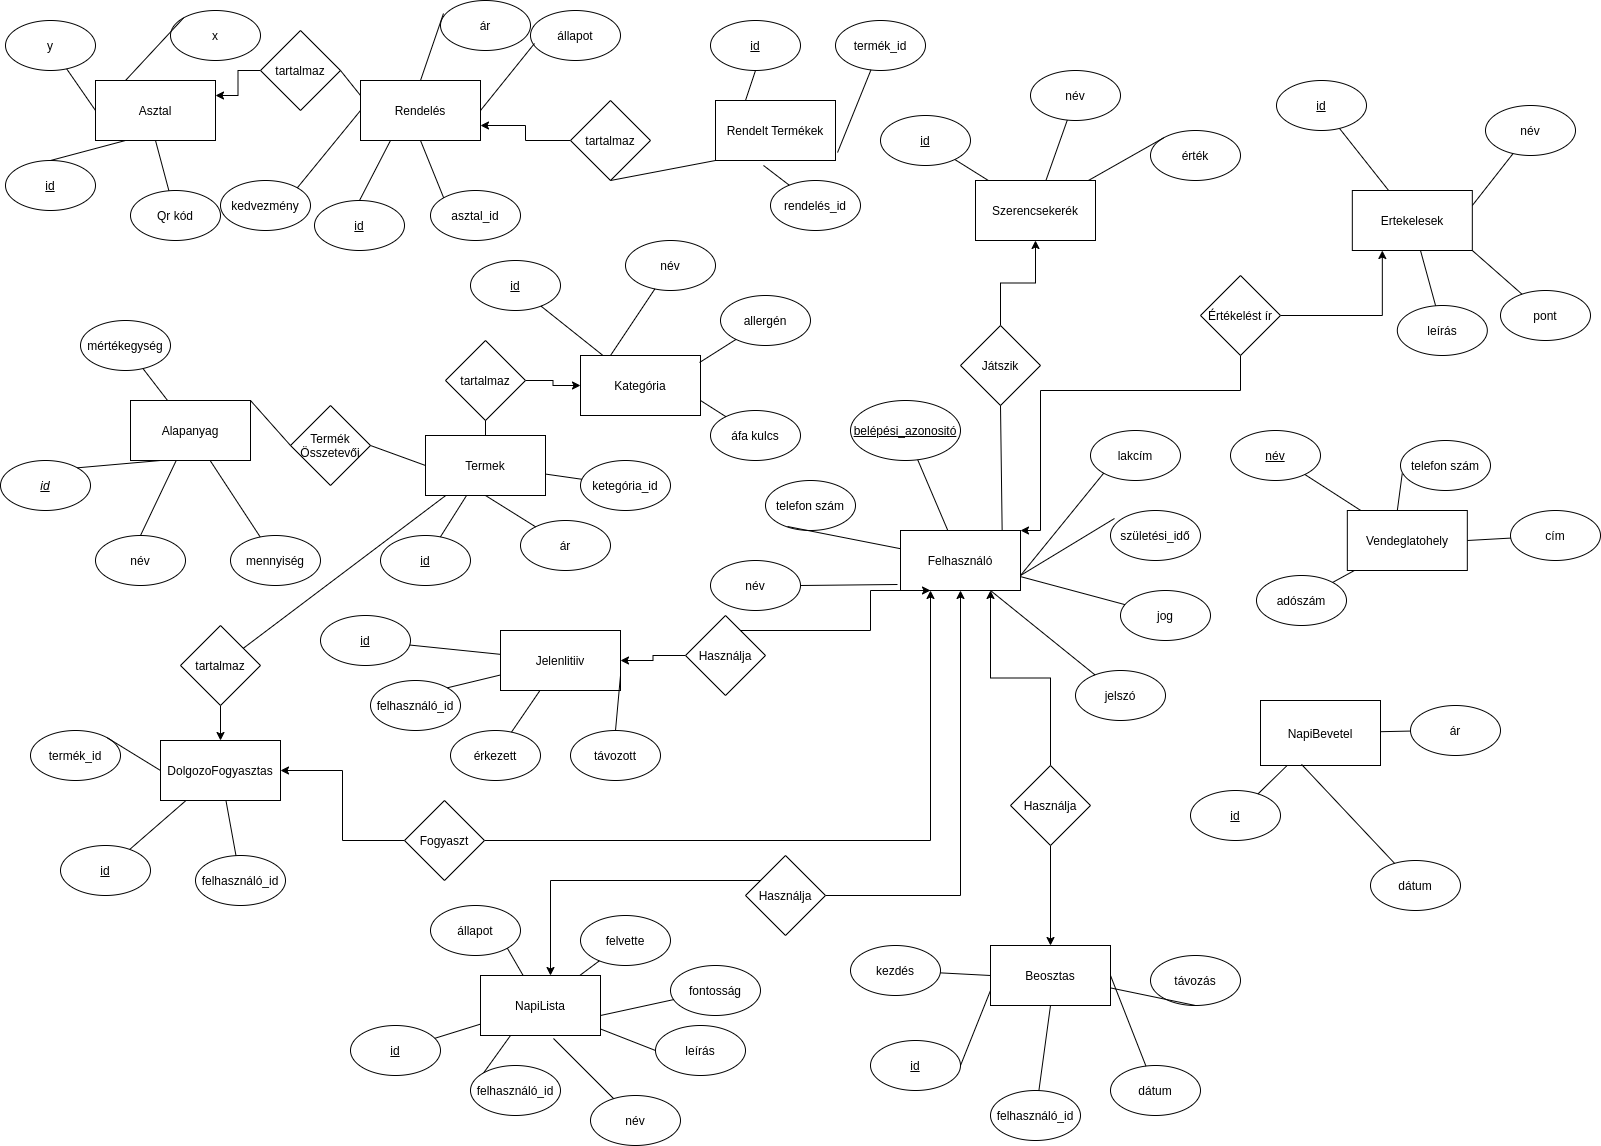 y
x
ár
állapot
Asztal
tartalmaz
Rendelés
id
Qr kód
kedvezmény
id
asztal_id
tartalmaz
id
termék_id
Rendelt Termékek
rendelés_id
id
név
érték
Szerencsekerék
id
név
Ertekelesek
leírás
pont
Értékelést ír
Játszik
id
név
allergén
Kategória
áfa kulcs
tartalmaz
mértékegység
Alapanyag
Termék
Összetevői
Termek
id
név
mennyiség
id
ár
ketegória_id
belépési_azonositó
telefon szám
név
Felhasználó
lakcím
születési_idő
jog
jelszó
név
telefon szám
Vendeglatohely
cím
adószám
id
Jelenlitiiv
Használja
felhasználó_id
érkezett
távozott
tartalmaz
termék_id
DolgozoFogyasztas
id
felhasználó_id
Fogyaszt
Használja
Használja
NapiBevetel
ár
id
dátum
állapot
felvette
NapiLista
fontosság
id
leírás
felhasználó_id
név
kezdés
Beosztas
távozás
id
felhasználó_id
dátum